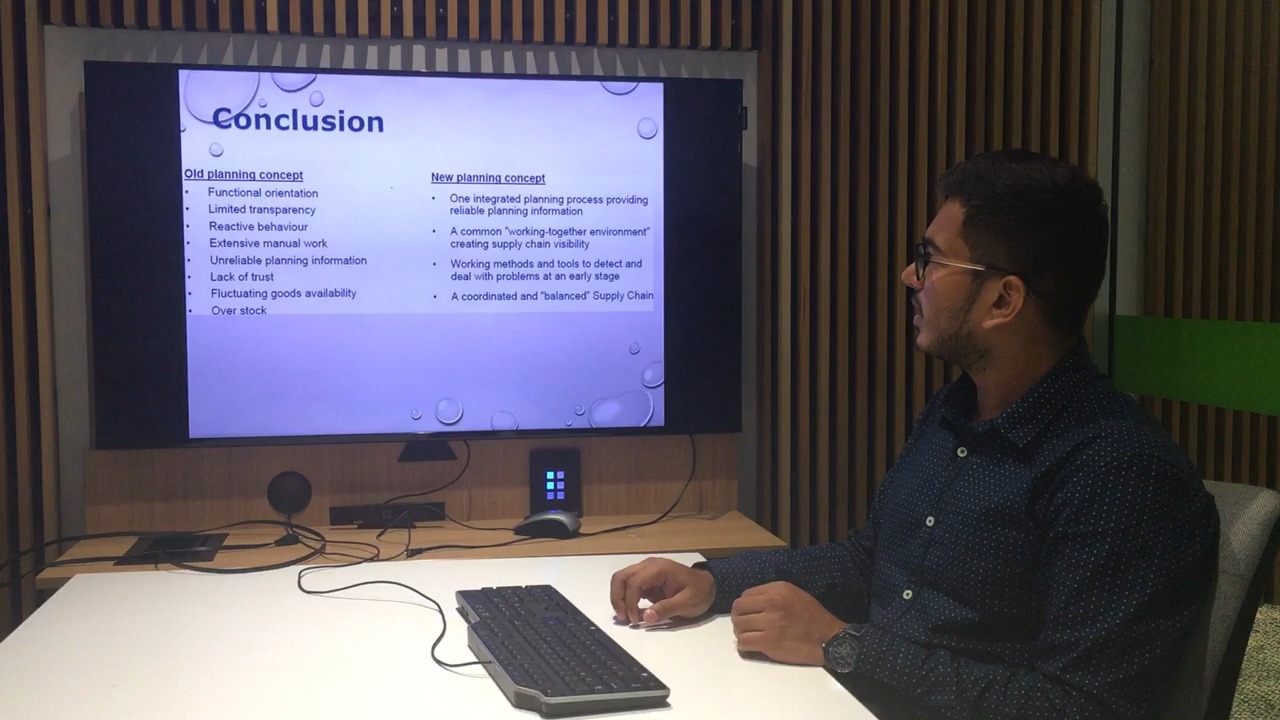 Conclusion
Old planning concept
• Functional orientation
• Limited transparency
• Reactive behaviour
• Extensive manual work
• Unreliable planning information
• Lack of trust
• Fluctuating goods availability
• Over stock
New planning concept
• One integrated planning process providing
reliable planning information
• A common "working-together environment"
creating supply chain visibility
• Working methods and tools to detect and
deal with problems at an early stage
• A coordinated and "balanced" Supply Chain